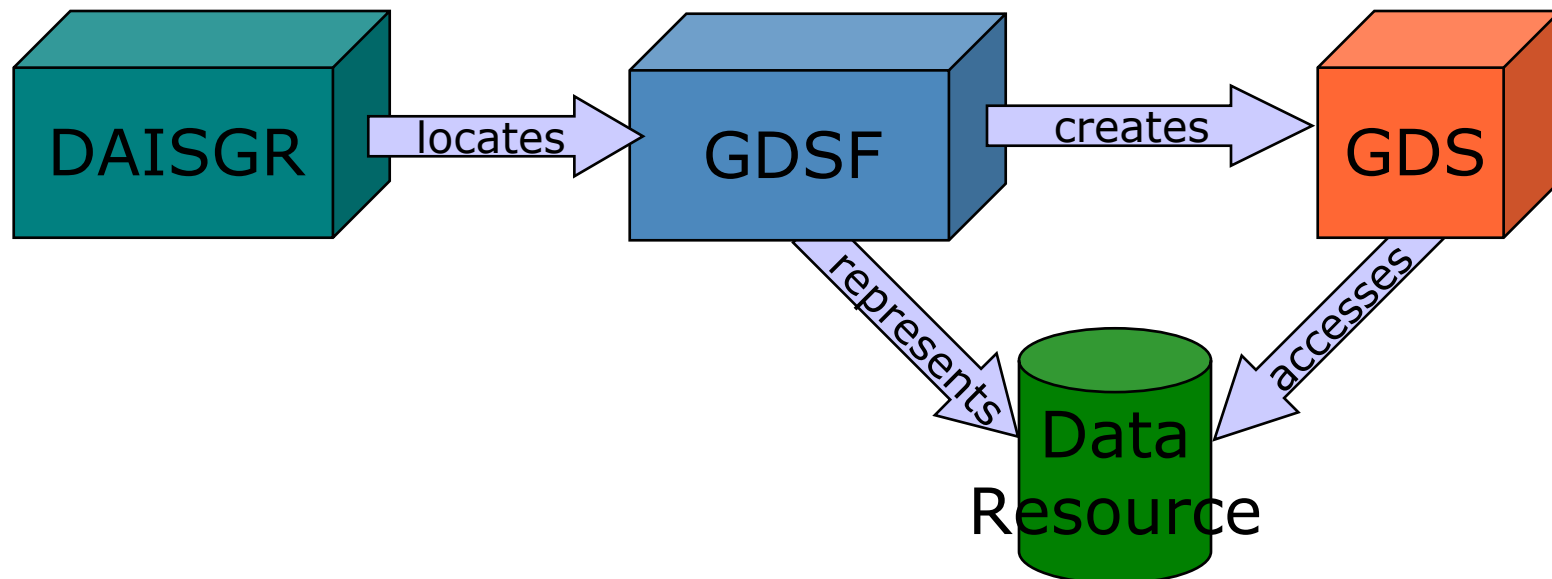 DAISGR
locates
GDSF
creates
GDS
represents
accesses
Data
Resource